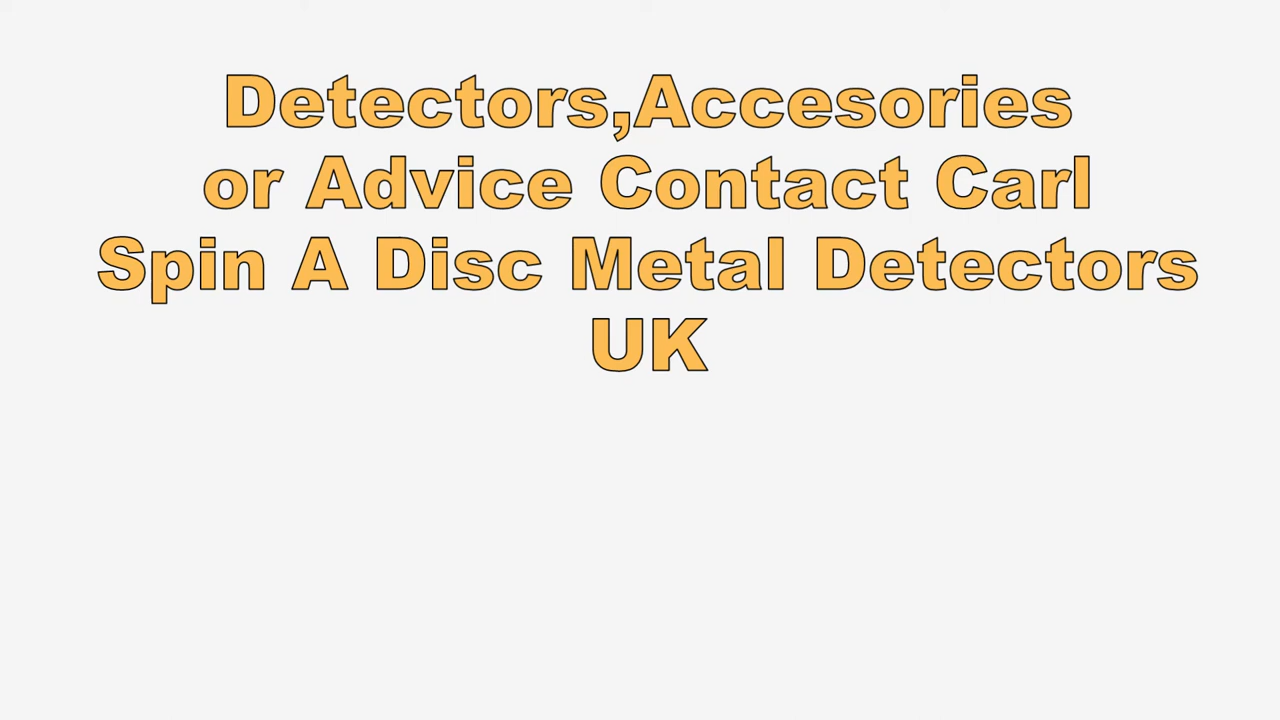 Detectors,Accesories
or Advice Contact Carl
Spin A Disc Metal Detectors
UK